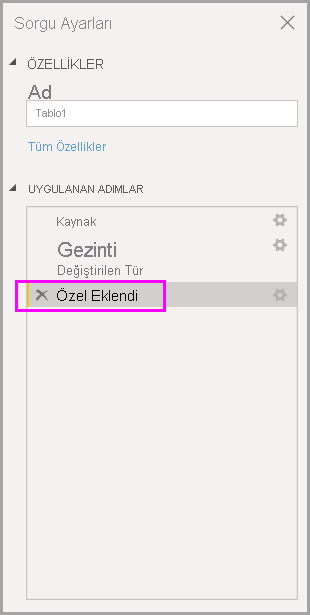 Sorgu Ayarları
ÖZELLİKLER
Ad
Tablo1
Tüm Özellikler
UYGULANAN ADIMLAR
Kaynak
Gezinti
Değiştirilen Tür
Özel Eklendi